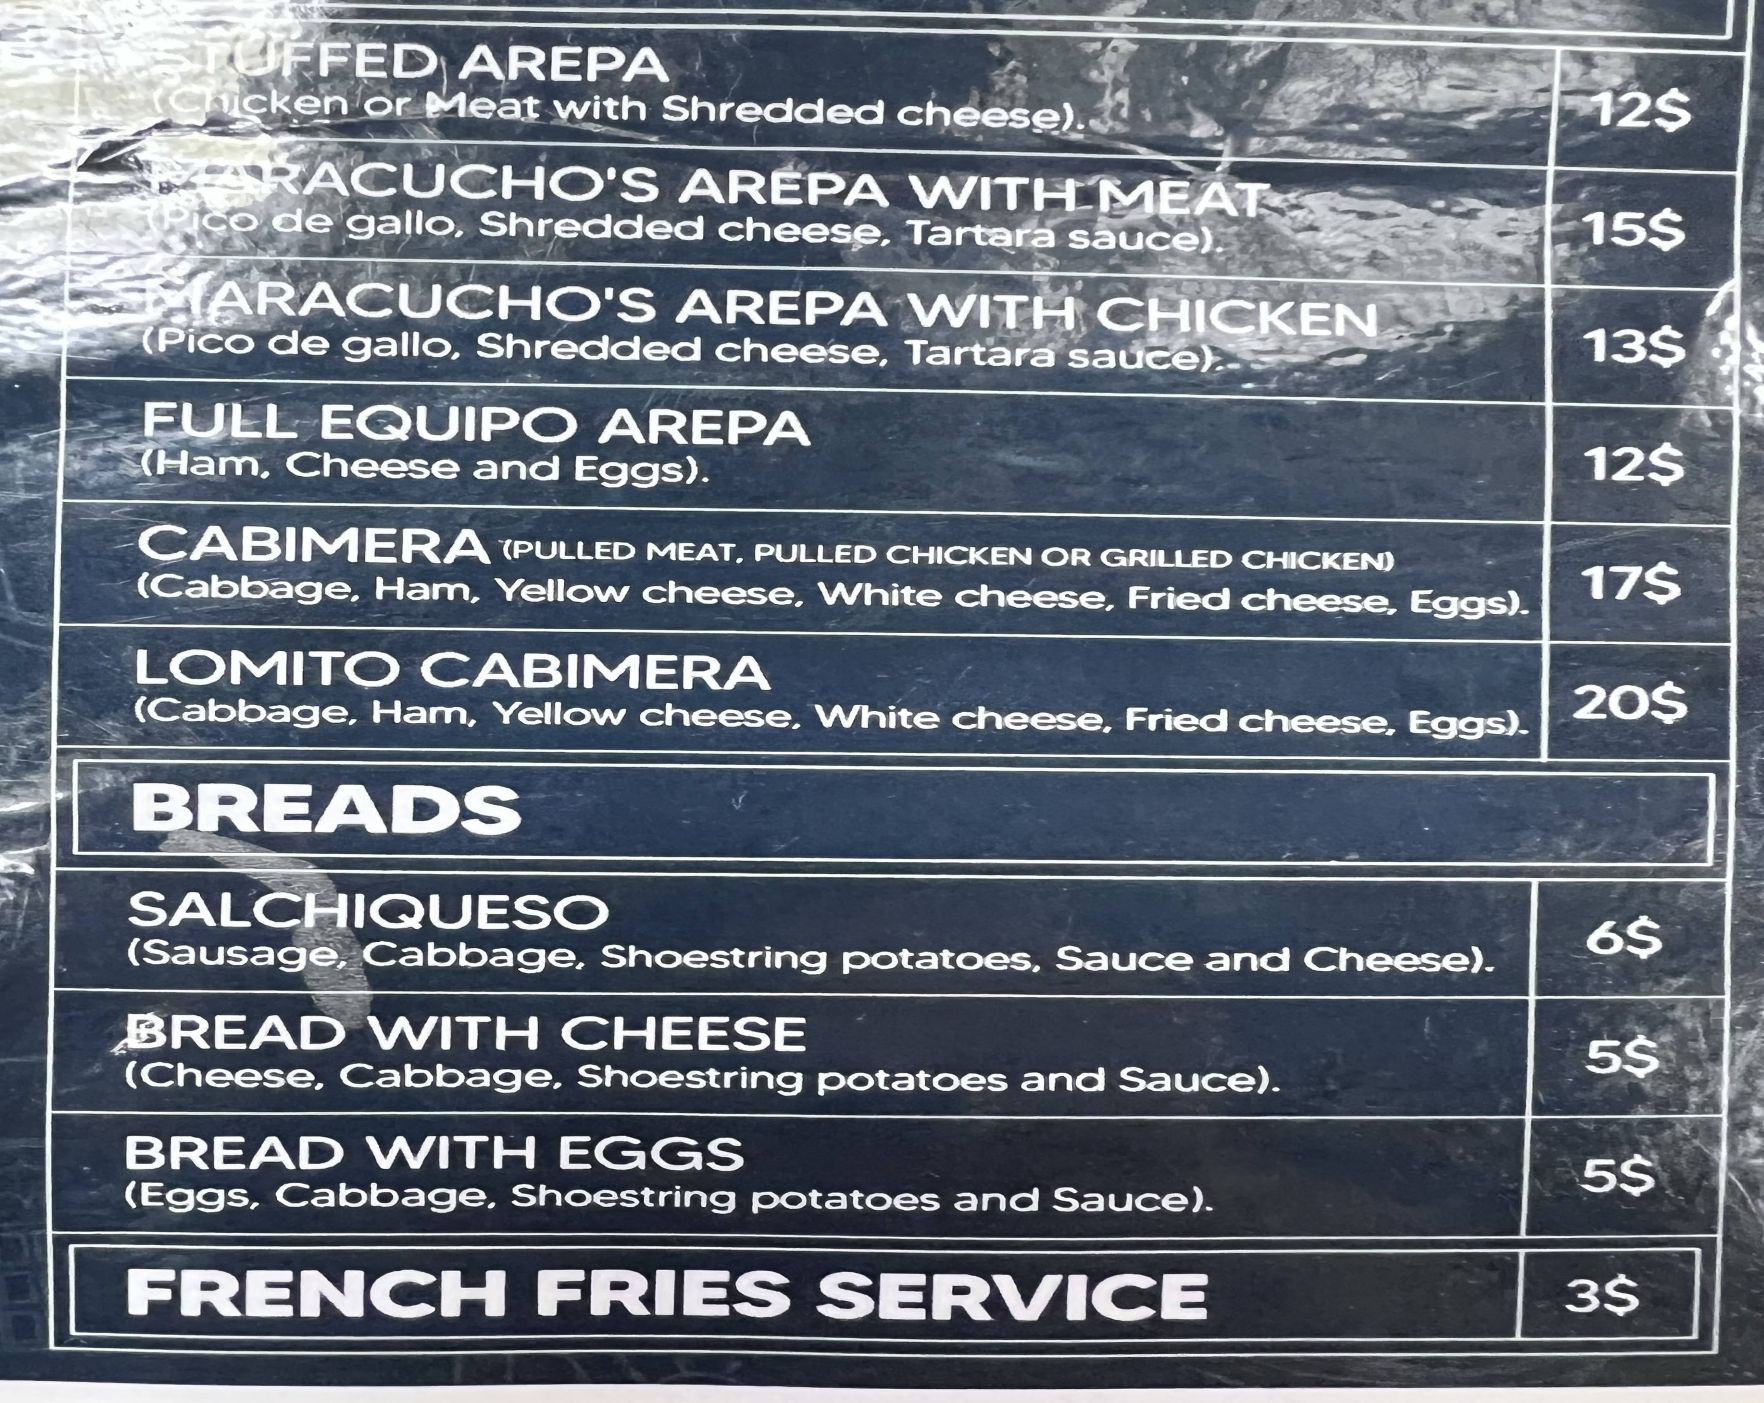 STUFFED AREPA
(Chicken or Meat with Shredded cheese).
12$
MARACUCHO'S AREPA WITH MEAT
(Pico de gallo, Shredded cheese, Tartara sauce).
15$
MARACUCHO'S AREPA WITH CHICKEN
(Pico de gallo, Shredded cheese, Tartara sauce).
13$
FULL EQUIPO AREPA
(Ham, Cheese and Eggs).
12$
CABIMERA (PULLED MEAT, PULLED CHICKEN OR GRILLED CHICKEN)
(Cabbage, Ham, Yellow cheese, White cheese, Fried cheese, Eggs).
17$
LOMITO CABIMERA
(Cabbage, Ham, Yellow cheese, White cheese, Fried cheese, Eggs).
20$
BREADS
SALCHIQUESO
(Sausage, Cabbage, Shoestring potatoes, Sauce and Cheese).
6$
BREAD WITH CHEESE
(Cheese, Cabbage, Shoestring potatoes and Sauce).
5$
BREAD WITH EGGS
(Eggs, Cabbage, Shoestring potatoes and Sauce).
5$
FRENCH FRIES SERVICE
3$